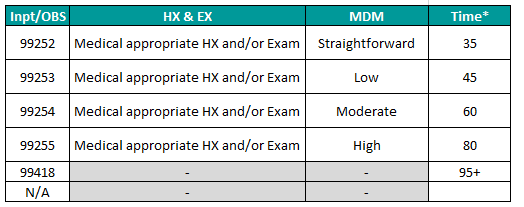 Inpt/OBS HX & EX MDM Time*
99252 Medical appropriate HX and/or Exam Straightforward 35
99253 Medical appropriate HX and/or Exam Low 45
99254 Medical appropriate HX and/or Exam Moderate 60
99255 Medical appropriate HX and/or Exam High 80
99418 - - 95+
N/A - -